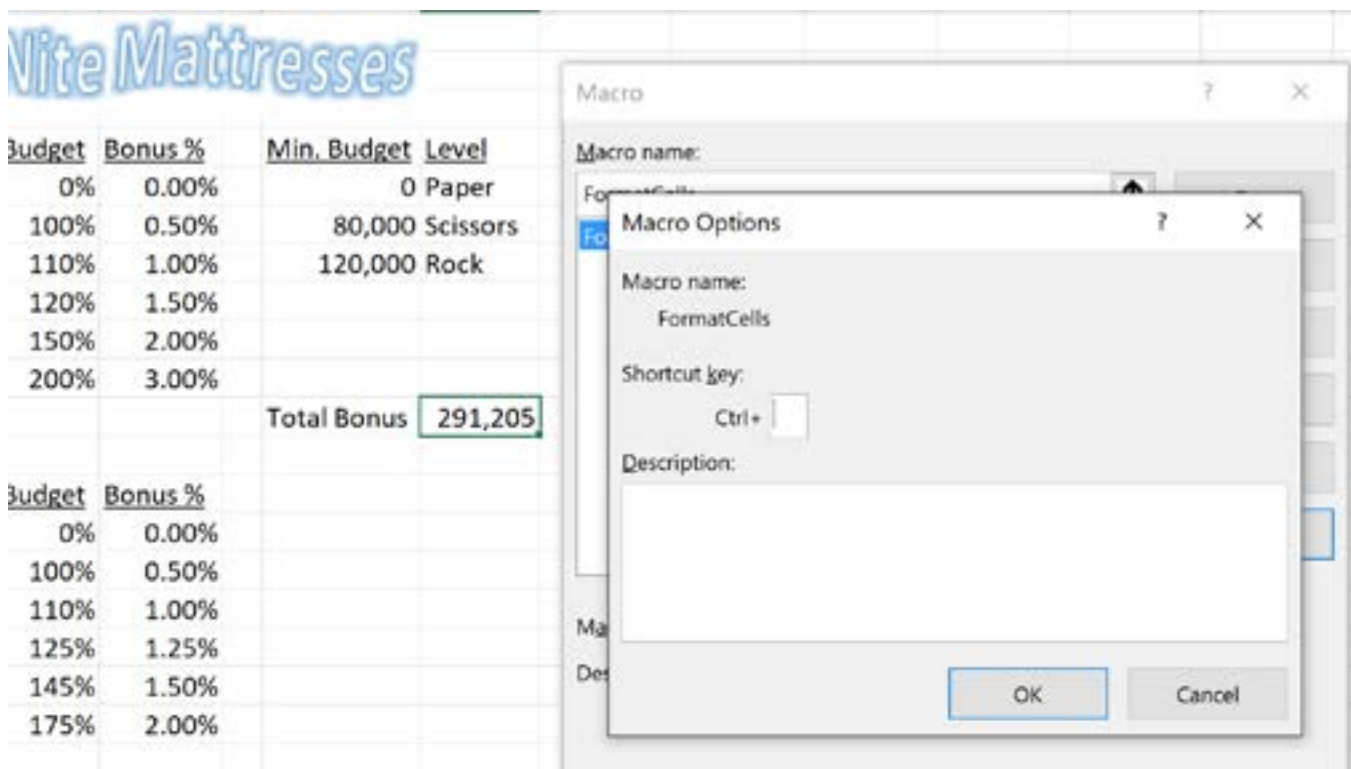 Nite Mattresses
Budget Bonus % Min. Budget Level
0% 0.00% 0 Paper
100% 0.50% 80,000 Scissors
110% 1.00% 120,000 Rock
120% 1.50%
150% 2.00%
200% 3.00%
Total Bonus 291,205
Budget Bonus %
0% 0.00%
100% 0.50%
110% 1.00%
125% 1.25%
145% 1.50%
175% 2.00%
Macro ? ×
Macro name:
Macro Options ? ×
Macro name:
FormatCells
Shortcut key:
Ctrl+
Description:
OK Cancel